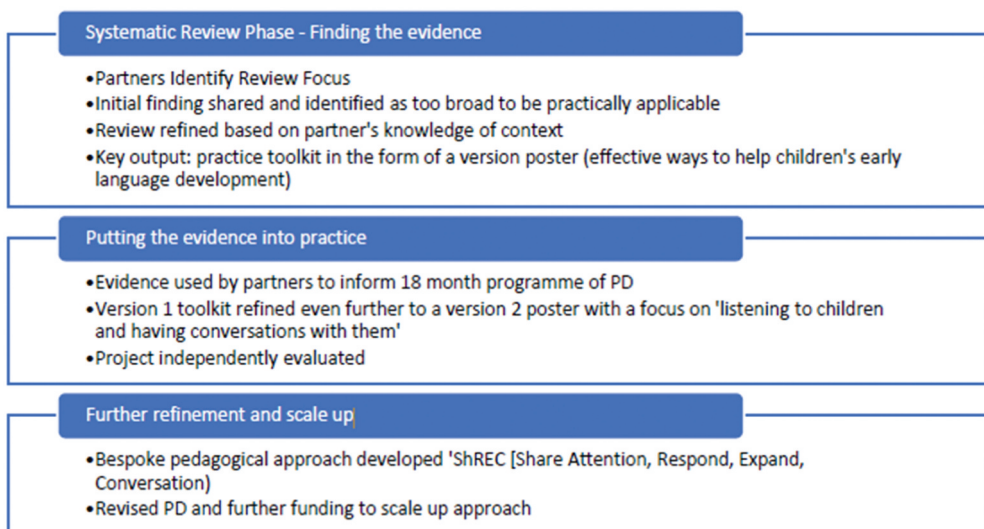 Systematic Review Phase - Finding the evidence
•Partners Identify Review Focus
•Initial finding shared and identified as too broad to be practically applicable
•Review refined based on partner's knowledge of context
•Key output: practice toolkit in the form of a version poster (effective ways to help children's early
language development)
Putting the evidence into practice
•Evidence used by partners to inform 18 month programme of PD
•Version 1 toolkit refined even further to a version 2 poster with a focus on 'listening to children
and having conversations with them'
•Project independently evaluated
Further refinement and scale up
•Bespoke pedagogical approach developed 'ShREC [Share Attention, Respond, Expand,
Conversation)
•Revised PD and further funding to scale up approach